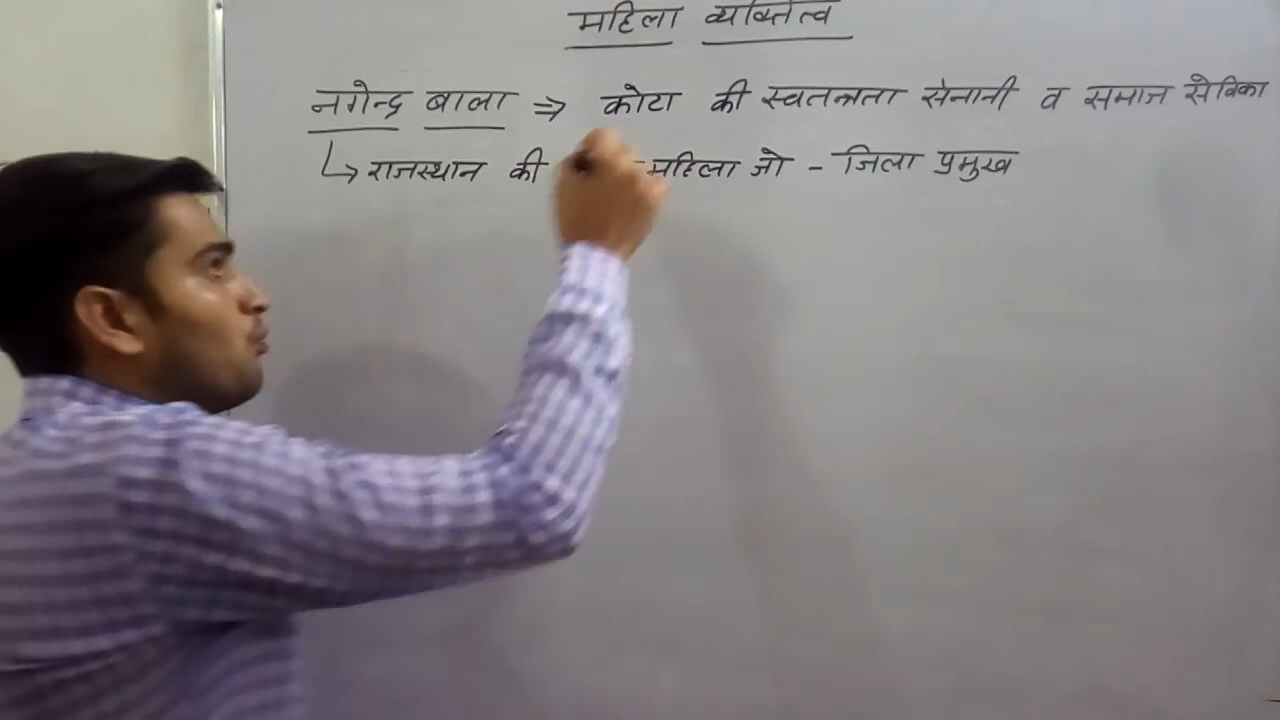 महिला व्यक्तित्व
नगेन्द्र बाला ⇒ कोटा की स्वतन्त्रता सेनानी व समाज सेविका
↳ राजस्थान की महिला जो - जिला प्रमुख